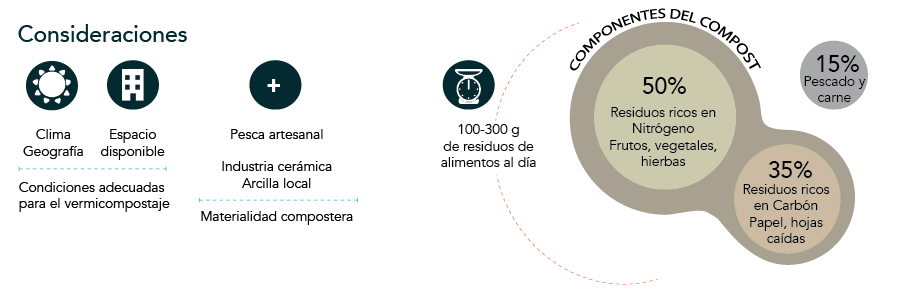 Consideraciones
Clima
Geografía
Espacio
disponible
Condiciones adecuadas
para el vermicompostaje
+
Pesca artesanal
Industria cerámica
Arcilla local
Materialidad compostera
100-300 g
de residuos de
alimentos al día
COMPONENTES DEL COMPOST
50%
Residuos ricos en
Nitrógeno
Frutos, vegetales,
hierbas
15%
Pescado y
carne
35%
Residuos ricos
en Carbón
Papel, hojas
caídas